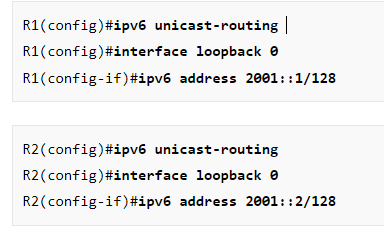 R1(config)#ipv6 unicast-routing
R1(config)#interface loopback 0
R1(config-if)#ipv6 address 2001::1/128
R2(config)#ipv6 unicast-routing
R2(config)#interface loopback 0
R2(config-if)#ipv6 address 2001::2/128